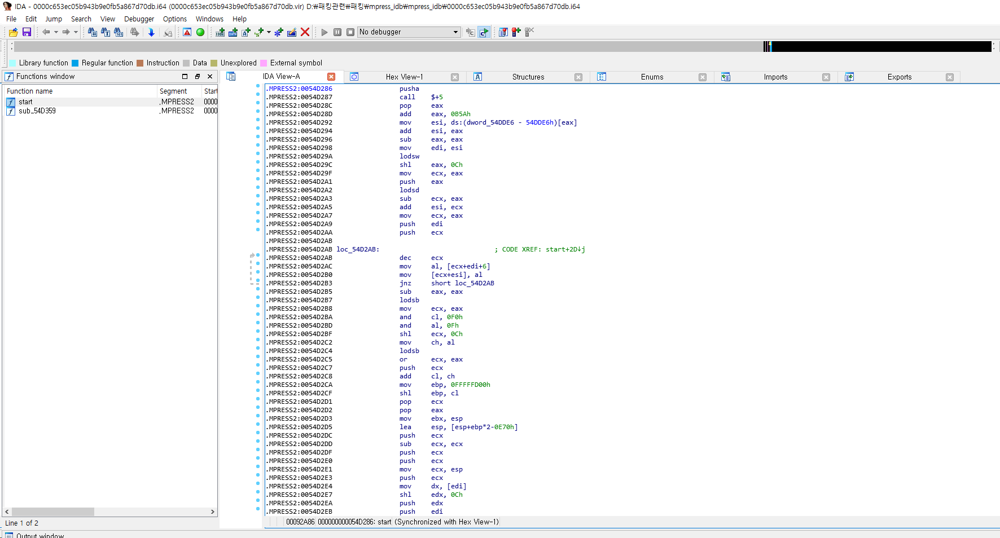 IDA - 0000c653ec05b943b9e0fb5a867d70db.i64 (0000c653ec05b943b9e0fb5a867d70db.vir) D:₩패킹관련₩패킹₩mpress_idb₩mpress_idb₩0000c653ec05b943b9e0fb5a867d70db.i64
File Edit Jump Search View Debugger Options Windows Help
No debugger
Library function Regular function Instruction Data Unexplored External symbol
Functions window
Function name Segment Start
start .MPRESS2 0000
sub_54D359 .MPRESS2 0000
Line 1 of 2
Output window
IDA View-A Hex View-1 Structures Enums Imports Exports
.MPRESS2:0054D286 pusha
.MPRESS2:0054D287 call $+5
.MPRESS2:0054D28C pop eax
.MPRESS2:0054D28D add eax, 0B5Ah
.MPRESS2:0054D292 mov esi, ds:(dword_54DDE6 - 54DDE6h)[eax]
.MPRESS2:0054D294 add esi, eax
.MPRESS2:0054D296 sub eax, eax
.MPRESS2:0054D298 mov edi, esi
.MPRESS2:0054D29A lodsw
.MPRESS2:0054D29C shl eax, 0Ch
.MPRESS2:0054D29F mov ecx, eax
.MPRESS2:0054D2A1 push eax
.MPRESS2:0054D2A2 lodsd
.MPRESS2:0054D2A3 sub ecx, eax
.MPRESS2:0054D2A5 add esi, ecx
.MPRESS2:0054D2A7 mov ecx, eax
.MPRESS2:0054D2A9 push edi
.MPRESS2:0054D2AA push ecx
.MPRESS2:0054D2AB
.MPRESS2:0054D2AB loc_54D2AB: ; CODE XREF: start+2D↓j
.MPRESS2:0054D2AB dec ecx
.MPRESS2:0054D2AC mov al, [ecx+edi+6]
.MPRESS2:0054D2B0 mov [ecx+esi], al
.MPRESS2:0054D2B3 jnz short loc_54D2AB
.MPRESS2:0054D2B5 sub eax, eax
.MPRESS2:0054D2B7 lodsb
.MPRESS2:0054D2B8 mov ecx, eax
.MPRESS2:0054D2BA and cl, 0F0h
.MPRESS2:0054D2BD and al, 0Fh
.MPRESS2:0054D2BF shl ecx, 0Ch
.MPRESS2:0054D2C2 mov ch, al
.MPRESS2:0054D2C4 lodsb
.MPRESS2:0054D2C5 or ecx, eax
.MPRESS2:0054D2C7 push ecx
.MPRESS2:0054D2C8 add cl, ch
.MPRESS2:0054D2CA mov ebp, 0FFFFFD00h
.MPRESS2:0054D2CF shl ebp, cl
.MPRESS2:0054D2D1 pop ecx
.MPRESS2:0054D2D2 pop eax
.MPRESS2:0054D2D3 mov ebx, esp
.MPRESS2:0054D2D5 lea esp, [esp+ebp*2-0E70h]
.MPRESS2:0054D2DC push ecx
.MPRESS2:0054D2DD sub ecx, ecx
.MPRESS2:0054D2DF push ecx
.MPRESS2:0054D2E0 push ecx
.MPRESS2:0054D2E1 mov ecx, esp
.MPRESS2:0054D2E3 push ecx
.MPRESS2:0054D2E4 mov dx, [edi]
.MPRESS2:0054D2E7 shl edx, 0Ch
.MPRESS2:0054D2EA push edx
.MPRESS2:0054D2EB push edi
00092A86 000000000054D286: start (Synchronized with Hex View-1)